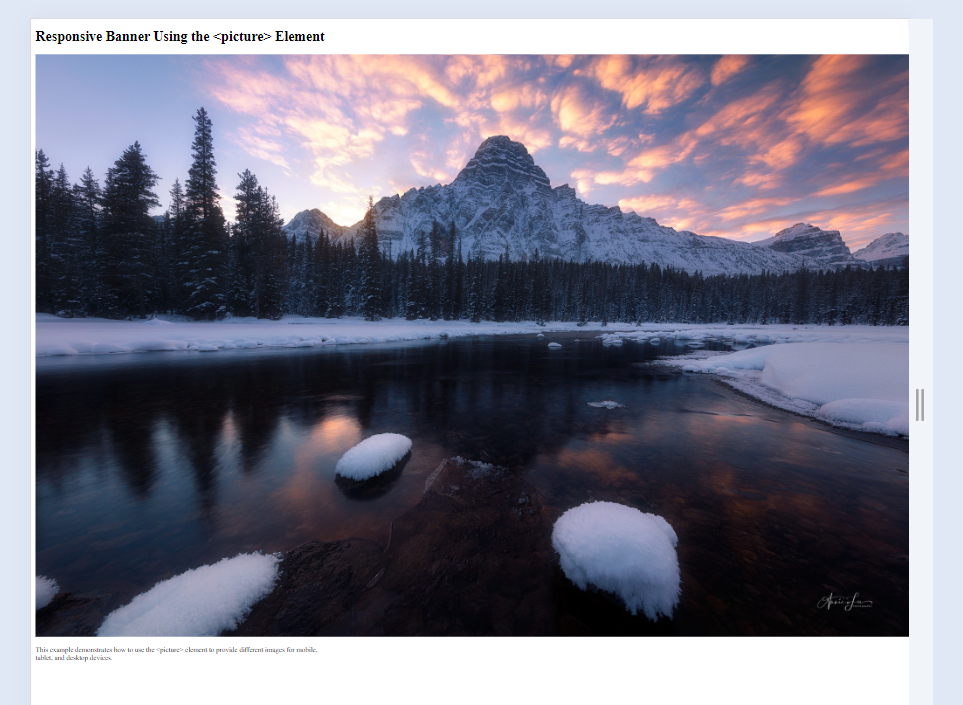 Responsive Banner Using the <picture> Element
This example demonstrates how to use the <picture> element to provide different images for mobile,
tablet, and desktop devices.